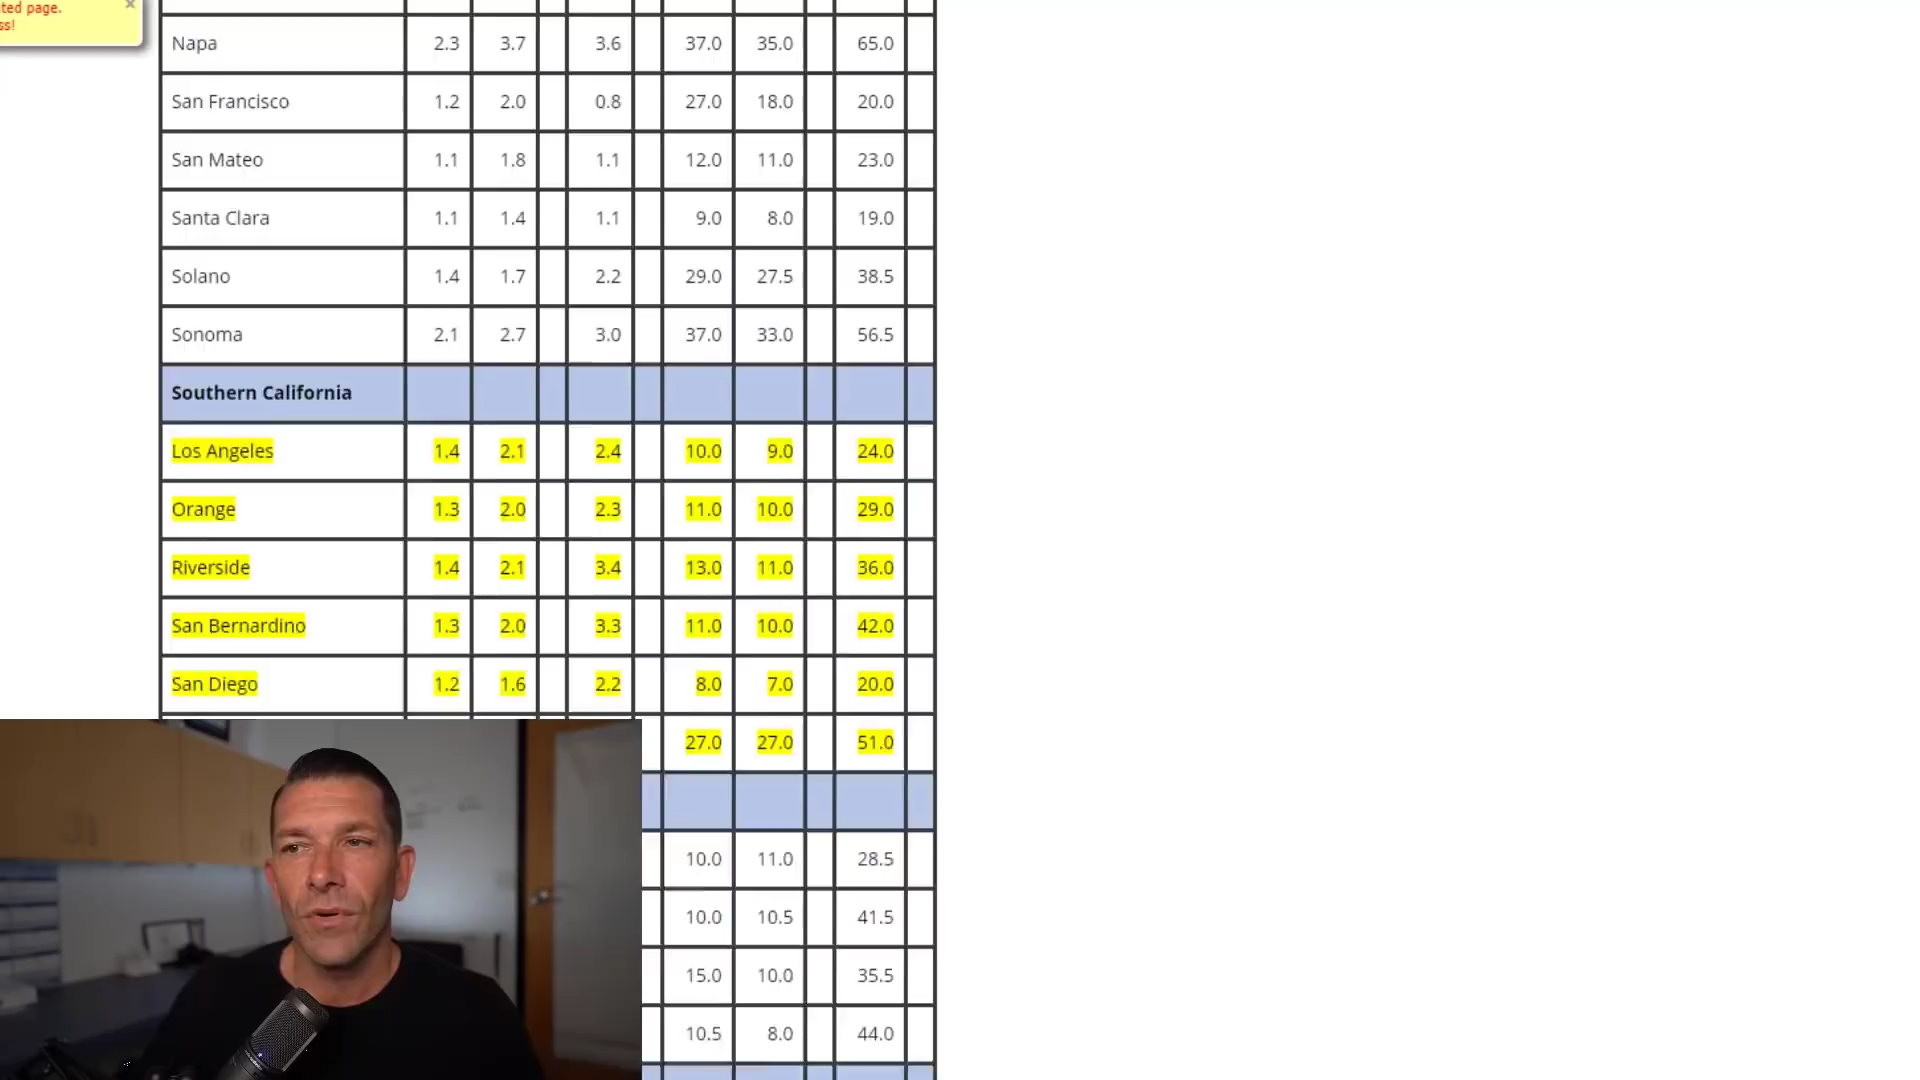 ted page.
ss!
Napa 2.3 3.7 3.6 37.0 35.0 65.0
San Francisco 1.2 2.0 0.8 27.0 18.0 20.0
San Mateo 1.1 1.8 1.1 12.0 11.0 23.0
Santa Clara 1.1 1.4 1.1 9.0 8.0 19.0
Solano 1.4 1.7 2.2 29.0 27.5 38.5
Sonoma 2.1 2.7 3.0 37.0 33.0 56.5
Southern California
Los Angeles 1.4 2.1 2.4 10.0 9.0 24.0
Orange 1.3 2.0 2.3 11.0 10.0 29.0
Riverside 1.4 2.1 3.4 13.0 11.0 36.0
San Bernardino 1.3 2.0 3.3 11.0 10.0 42.0
San Diego 1.2 1.6 2.2 8.0 7.0 20.0
27.0 27.0 51.0
10.0 11.0 28.5
10.0 10.5 41.5
15.0 10.0 35.5
10.5 8.0 44.0